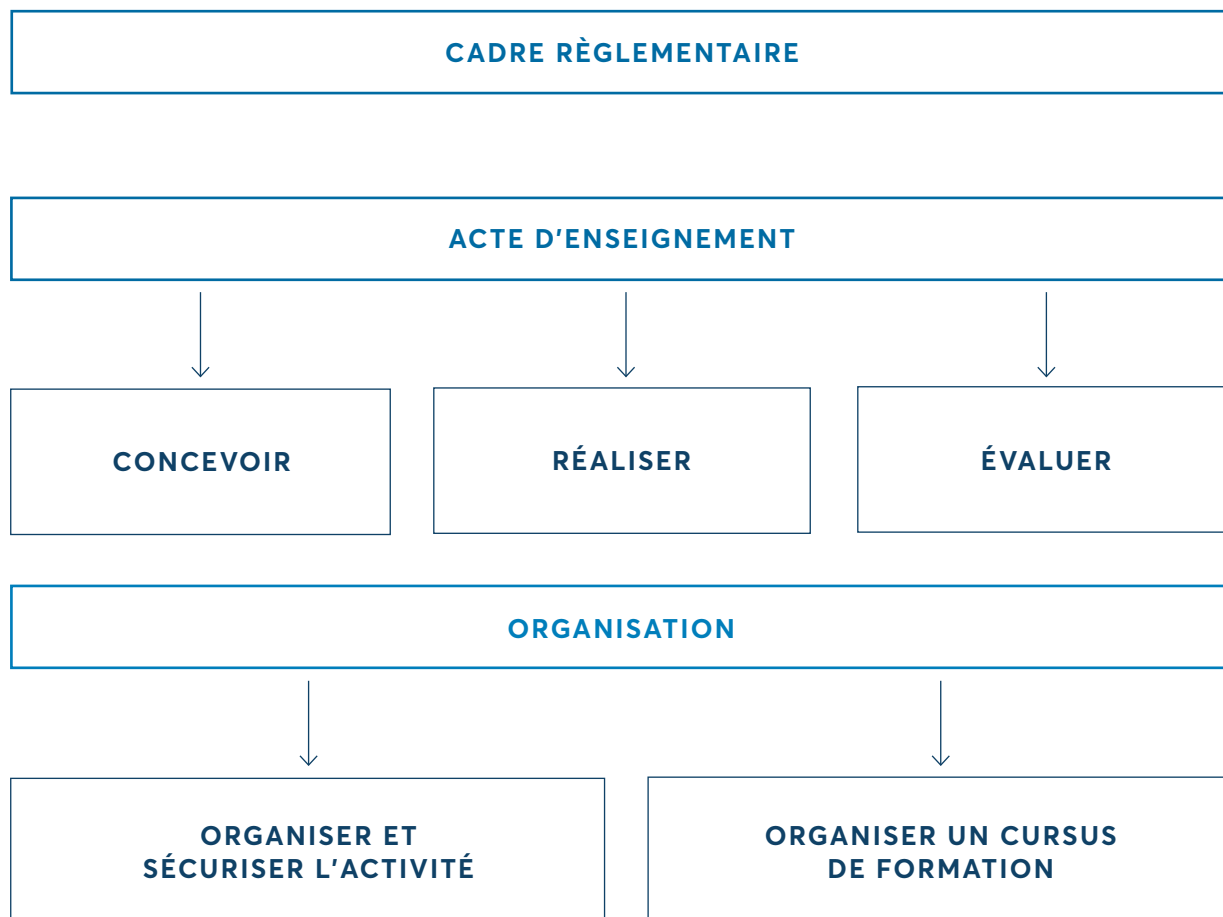 CADRE RÈGLEMENTAIRE
ACTE D'ENSEIGNEMENT
CONCEVOIR
RÉALISER
ÉVALUER
ORGANISATION
ORGANISER ET
SÉCURISER L'ACTIVITÉ
ORGANISER UN CURSUS
DE FORMATION